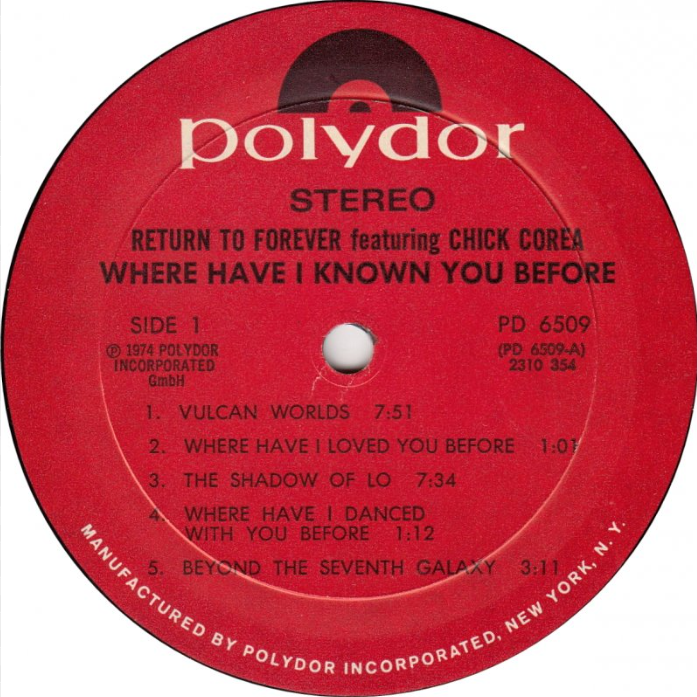 polydor
STEREO
RETURN TO FOREVER featuring CHICK COREA
WHERE HAVE I KNOWN YOU BEFORE
SIDE 1
℗ 1974 POLYDOR
INCORPORATED
GmbH
PD 6509
(PD 6509-A)
2310 354
1. VULCAN WORLDS 7:51
2. WHERE HAVE I LOVED YOU BEFORE 1:01
3. THE SHADOW OF LO 7:34
4. WHERE HAVE I DANCED
WITH YOU BEFORE 1:12
5. BEYOND THE SEVENTH GALAXY 3:11
MANUFACTURED BY POLYDOR INCORPORATED, NEW YORK, N.Y.